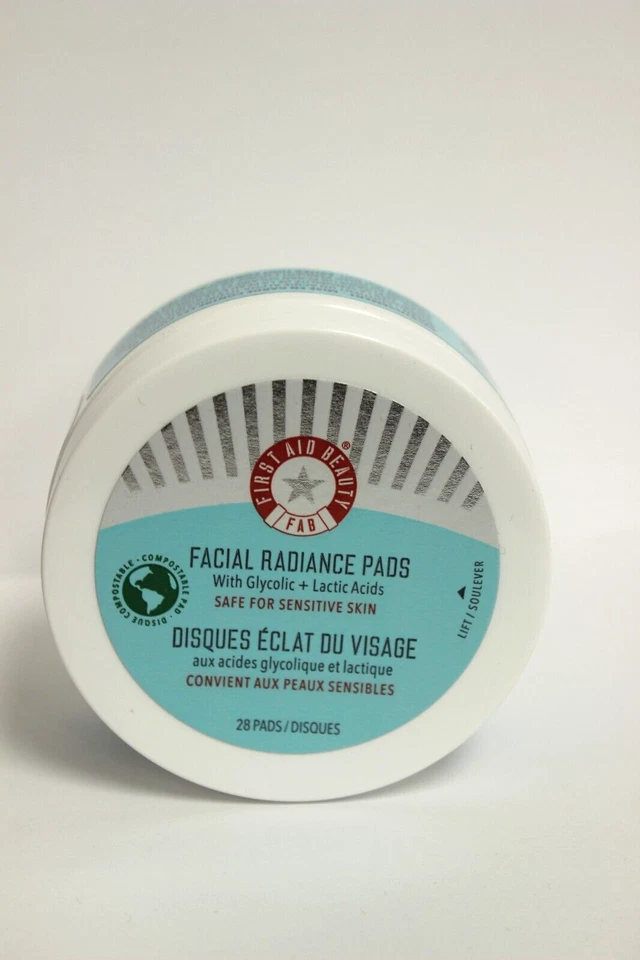 FIRST AID BEAUTY®
FAB
FACIAL RADIANCE PADS
With Glycolic + Lactic Acids
SAFE FOR SENSITIVE SKIN
COMPOSTABLE • COMPOSTABLE PAD • DISQUE COMPOSTABLE •
LIFT / SOULEVER
DISQUES ÉCLAT DU VISAGE
aux acides glycolique et lactique
CONVIENT AUX PEAUX SENSIBLES
28 PADS / DISQUES